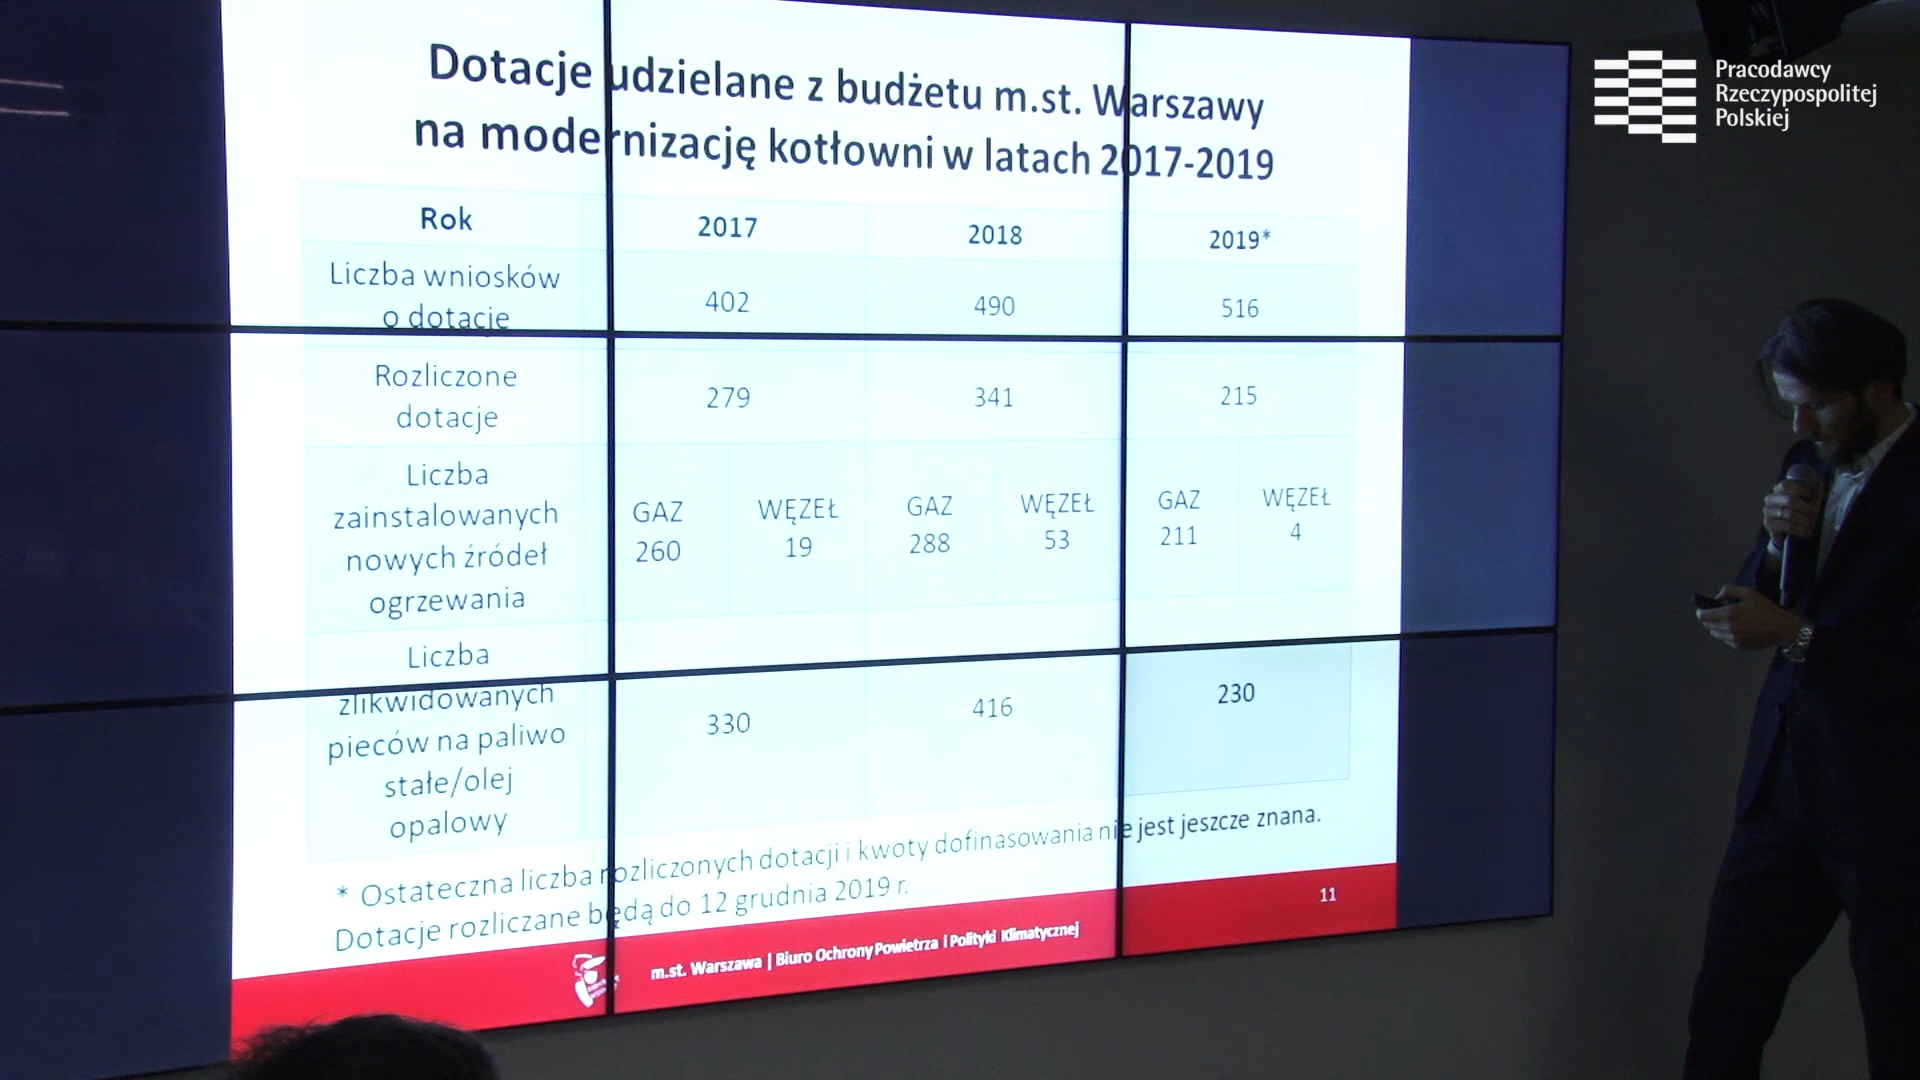 Dotacje udzielane z budżetu m.st. Warszawy
na modernizację kotłowni w latach 2017-2019
Pracodawcy
Rzeczypospolitej
Polskiej
Rok 2017 2018 2019*
Liczba wniosków
o dotacje
402 490 516
Rozliczone
dotacje
279 341 215
Liczba
zainstalowanych
nowych źródeł
ogrzewania
GAZ WĘZEŁ GAZ WĘZEŁ GAZ WĘZEŁ
260 19 288 53 211 4
Liczba
zlikwidowanych
pieców na paliwo
stałe/olej
opalowy
330 416 230
* Ostateczna liczba rozliczonych dotacji i kwoty dofinasowania nie jest jeszcze znana.
Dotacje rozliczane będą do 12 grudnia 2019 r.
11
m.st. Warszawa | Biuro Ochrony Powietrza i Polityki Klimatycznej